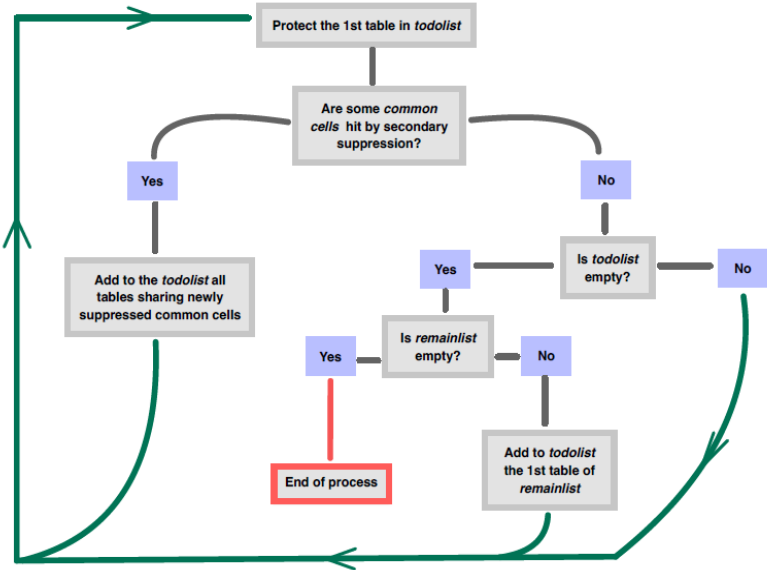 Protect the 1st table in todolist
Are some common
cells hit by secondary
suppression?
Yes
No
Add to the todolist all
tables sharing newly
suppressed common cells
Is todolist
empty?
Yes
No
Is remainlist
empty?
Yes
No
End of process
Add to todolist
the 1st table of
remainlist